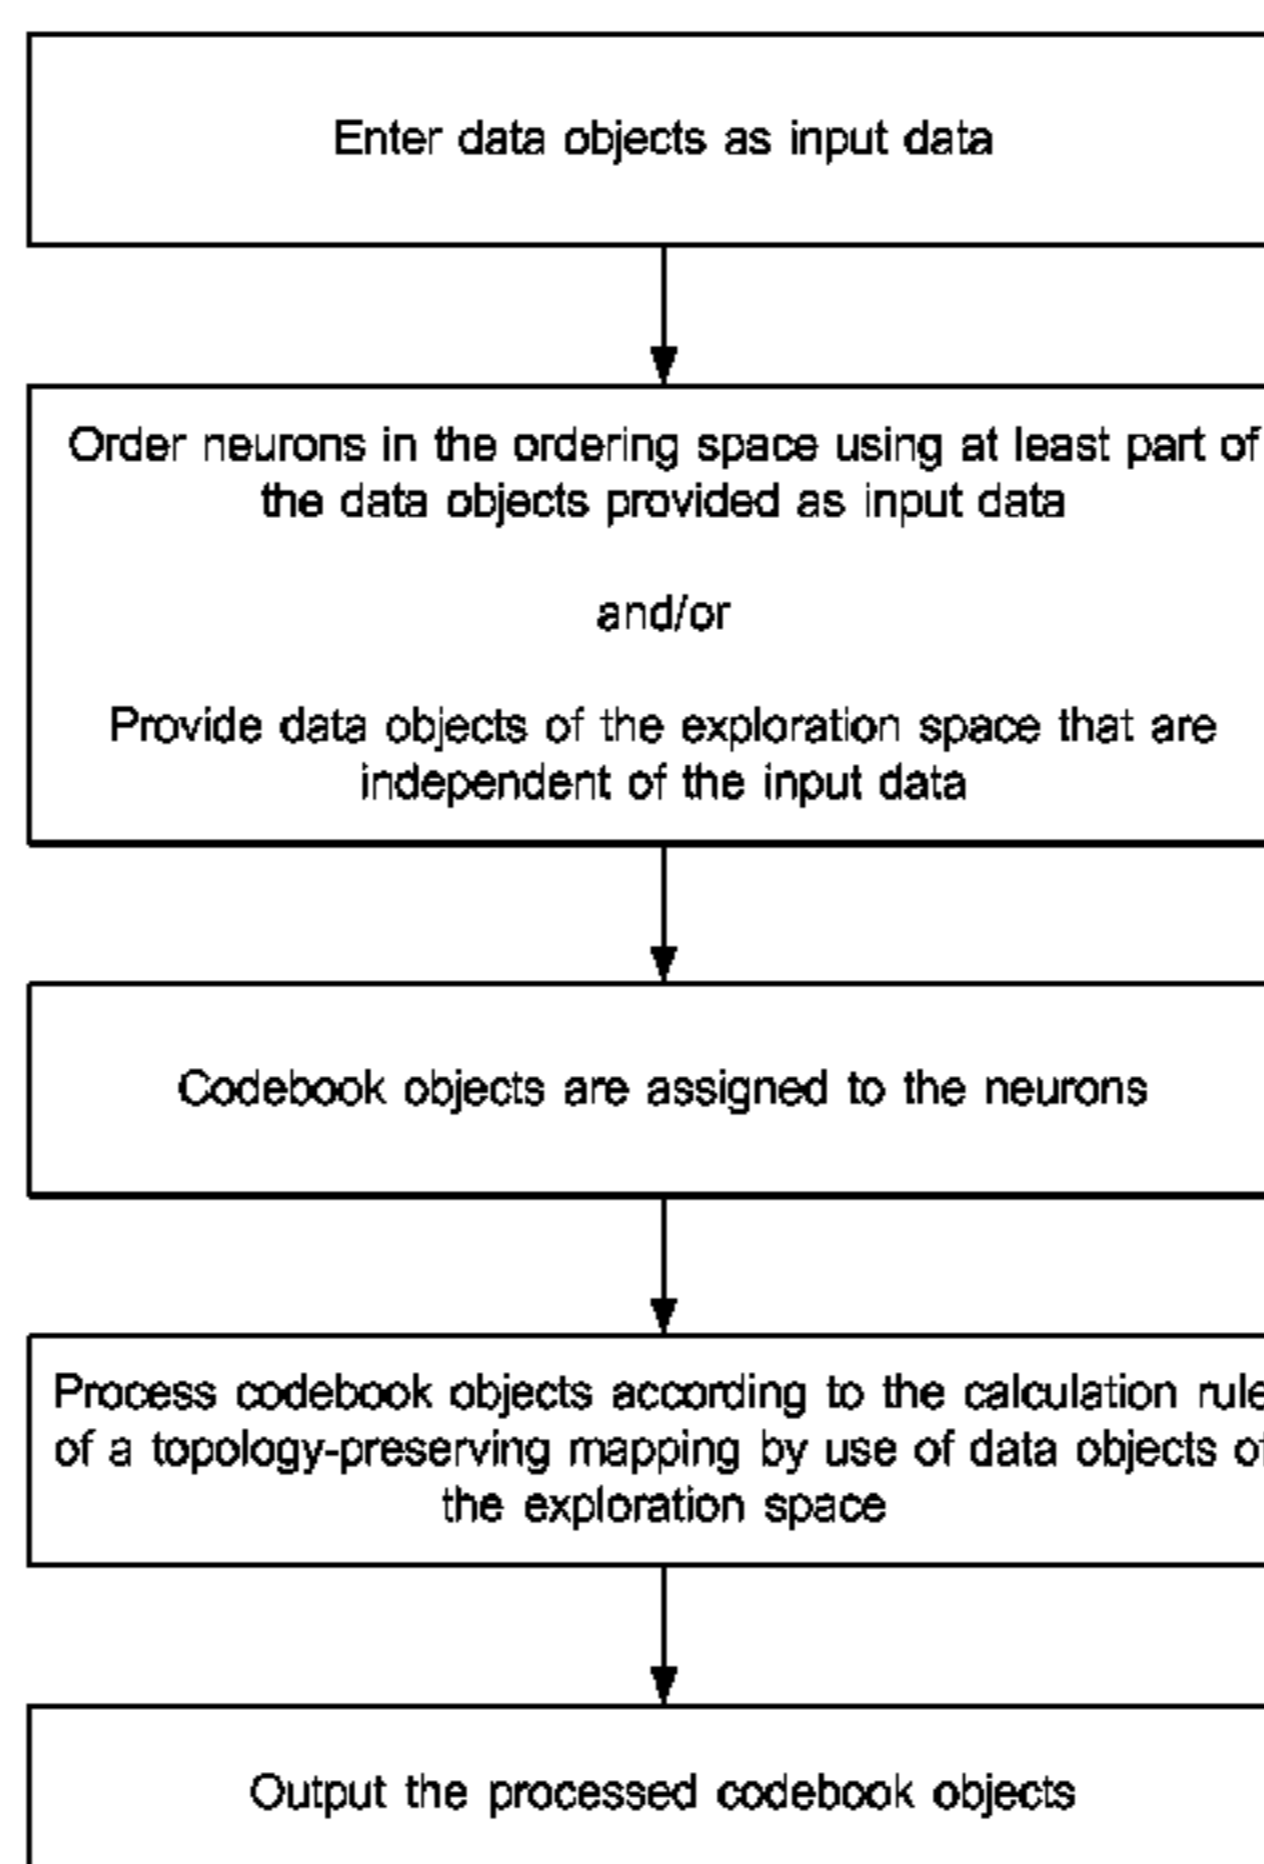 Enter data objects as input data
Order neurons in the ordering space using at least part of
the data objects provided as input data
and/or
Provide data objects of the exploration space that are
independent of the input data
Codebook objects are assigned to the neurons
Process codebook objects according to the calculation rule
of a topology-preserving mapping by use of data objects of
the exploration space
Output the processed codebook objects